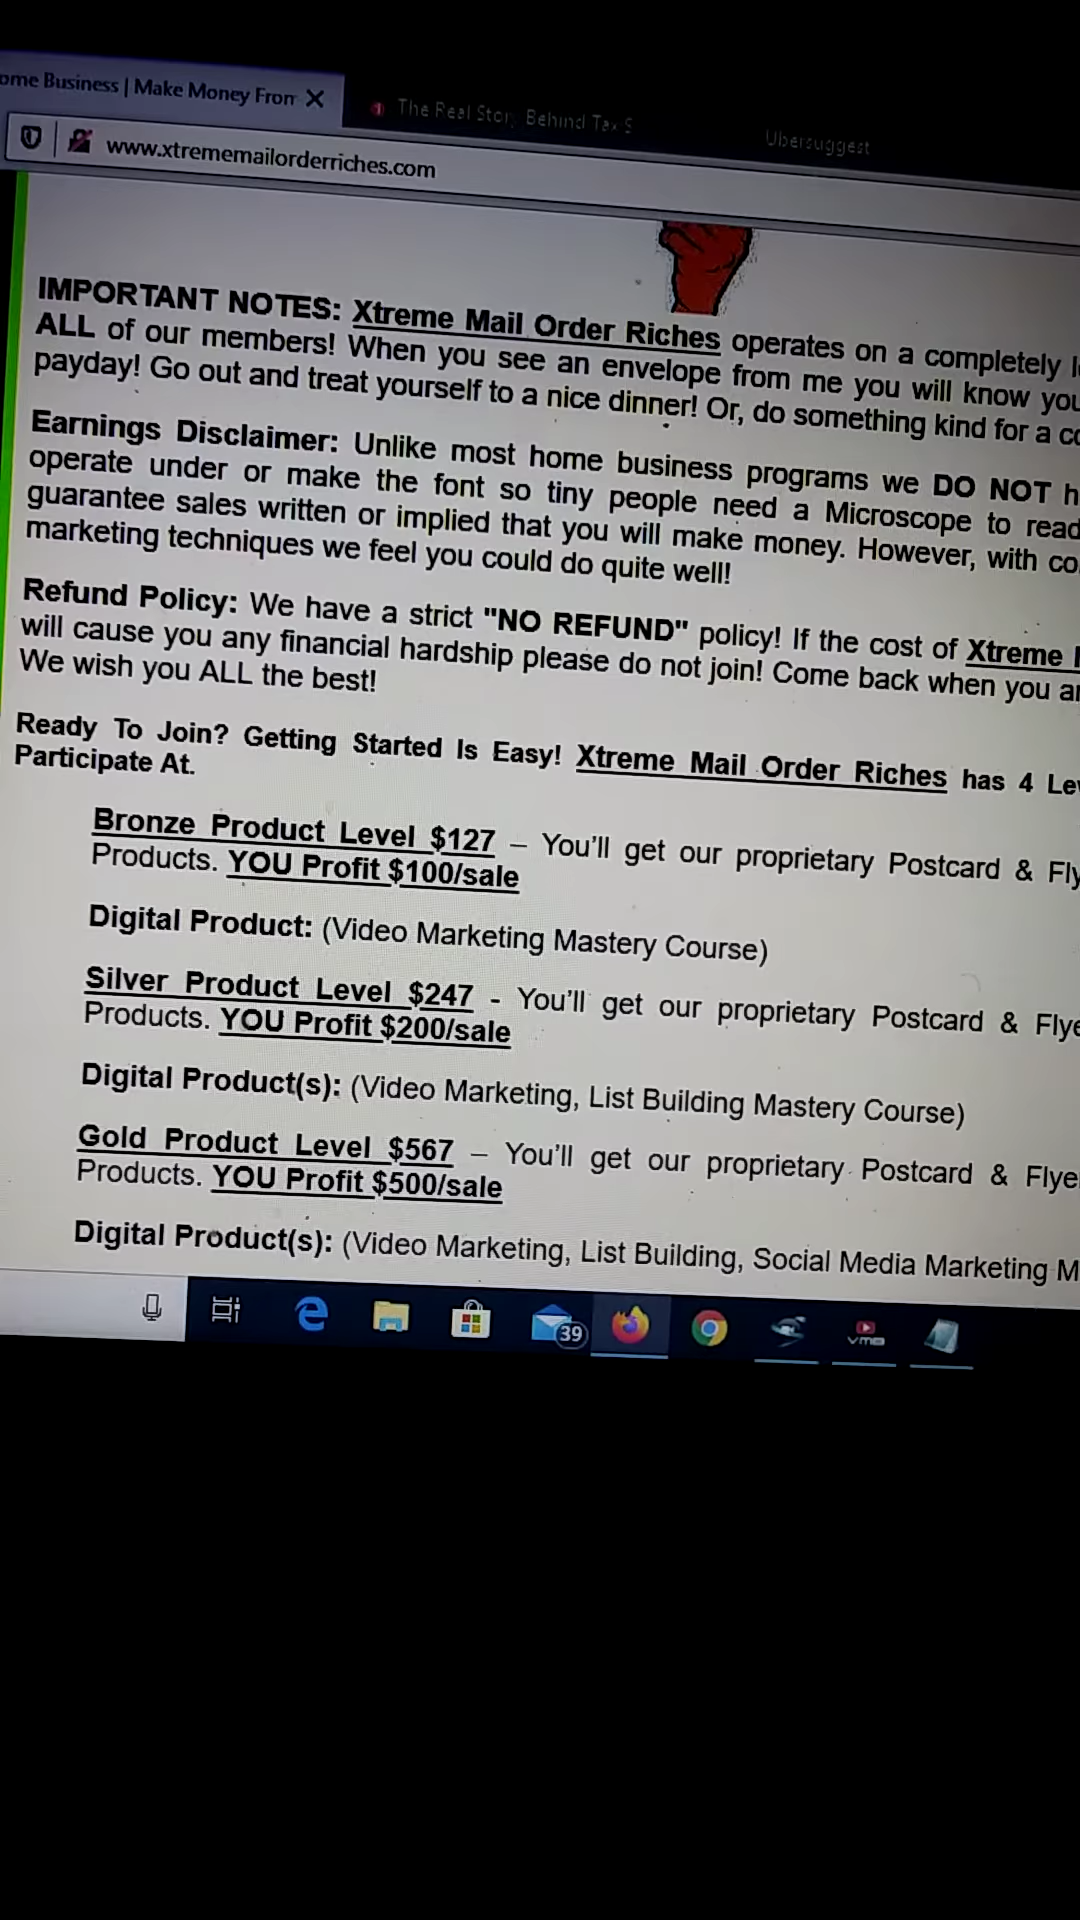 ome Business | Make Money From
The Real Story Behind Tax S
Ubersuggest
www.xtrememailorderriches.com
IMPORTANT NOTES: Xtreme Mail Order Riches operates on a completely
ALL of our members! When you see an envelope from me you will know you
payday! Go out and treat yourself to a nice dinner! Or, do something kind for a
Earnings Disclaimer: Unlike most home business programs we DO NOT
operate under or make the font so tiny people need a Microscope to read
guarantee sales written or implied that you will make money. However, with
marketing techniques we feel you could do quite well!
Refund Policy: We have a strict "NO REFUND" policy! If the cost of Xtreme
will cause you any financial hardship please do not join! Come back when you
We wish you ALL the best!
Ready To Join? Getting Started Is Easy! Xtreme Mail Order Riches has 4
Participate At.
Bronze Product Level $127 – You'll get our proprietary Postcard &
Products. YOU Profit $100/sale
Digital Product: (Video Marketing Mastery Course)
Silver Product Level $247 - You'll get our proprietary Postcard & Flye
Products. YOU Profit $200/sale
Digital Product(s): (Video Marketing, List Building Mastery Course)
Gold Product Level $567 – You'll get our proprietary Postcard & Flye
Products. YOU Profit $500/sale
Digital Product(s): (Video Marketing, List Building, Social Media Marketing M
39